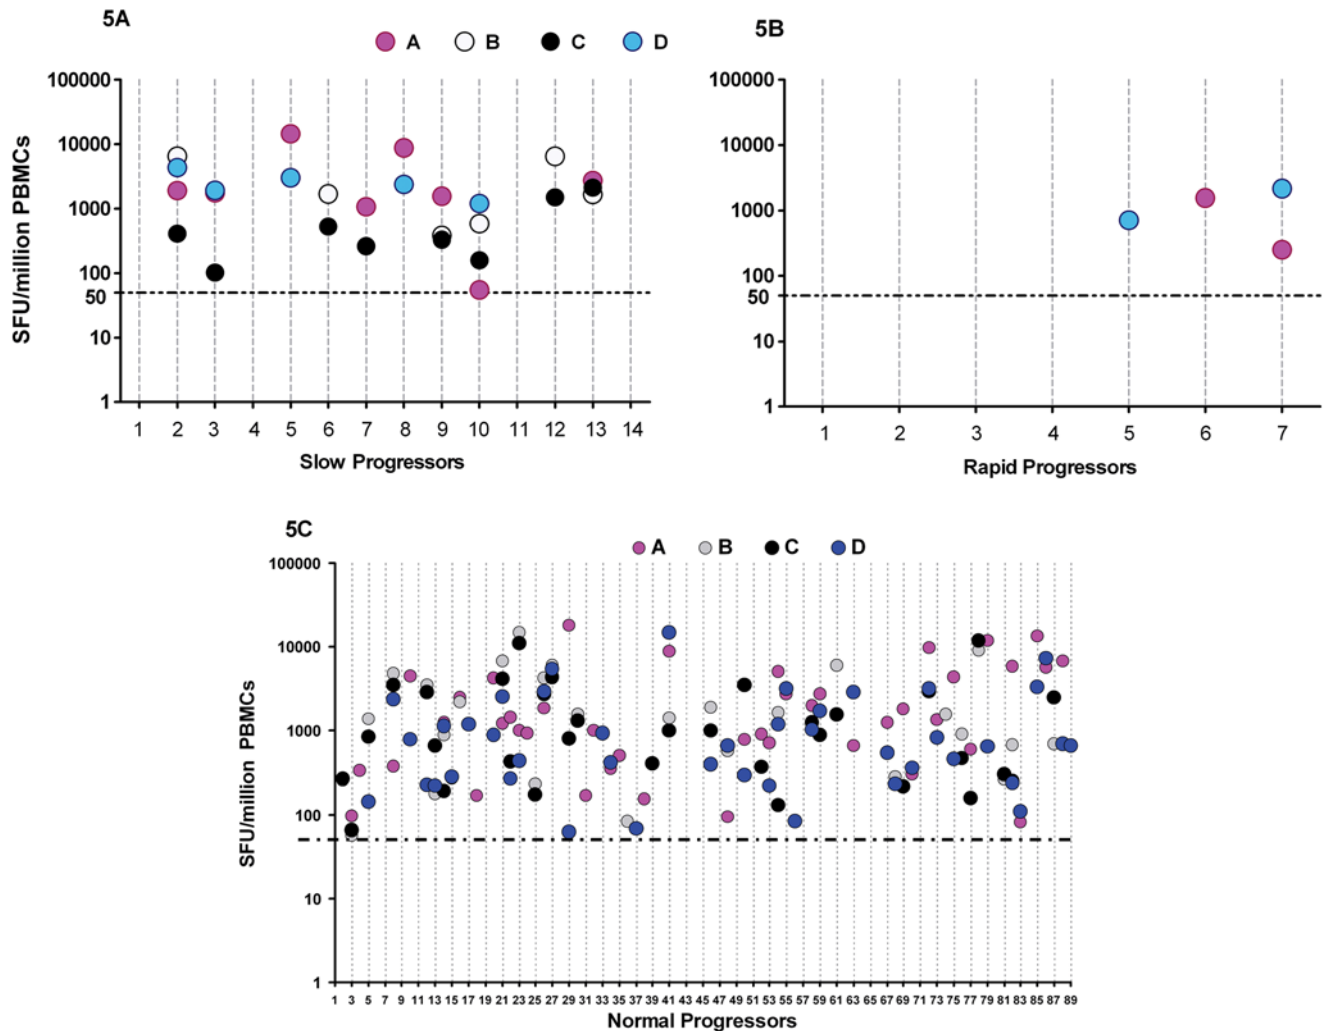 5A
A B C D
SFU/million PBMCs
100000
10000
1000
100
50
10
1
1 2 3 4 5 6 7 8 9 10 11 12 13 14
Slow Progressors
5B
100000
10000
1000
100
50
10
1
1 2 3 4 5 6 7
Rapid Progressors
5C
A B C D
SFU/million PBMCs
100000
10000
1000
100
10
1
1 3 5 7 9 11 13 15 17 19 21 23 25 27 29 31 33 35 37 39 41 43 45 47 49 51 53 55 57 59 61 63 65 67 69 71 73 75 77 79 81 83 85 87 89
Normal Progressors